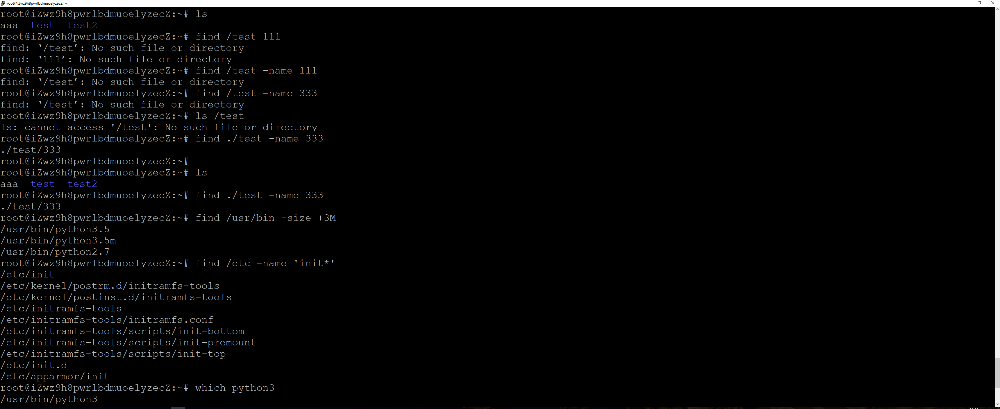 root@iZwz9h8pwrlbdmuoelyzecZ: ~
root@iZwz9h8pwrlbdmuoelyzecZ:~# ls
aaa  test  test2
root@iZwz9h8pwrlbdmuoelyzecZ:~# find /test 111
find: ‘/test’: No such file or directory
find: ‘111’: No such file or directory
root@iZwz9h8pwrlbdmuoelyzecZ:~# find /test -name 111
find: ‘/test’: No such file or directory
root@iZwz9h8pwrlbdmuoelyzecZ:~# find /test -name 333
find: ‘/test’: No such file or directory
root@iZwz9h8pwrlbdmuoelyzecZ:~# ls /test
ls: cannot access '/test': No such file or directory
root@iZwz9h8pwrlbdmuoelyzecZ:~# find ./test -name 333
./test/333
root@iZwz9h8pwrlbdmuoelyzecZ:~#
root@iZwz9h8pwrlbdmuoelyzecZ:~# ls
aaa  test  test2
root@iZwz9h8pwrlbdmuoelyzecZ:~# find ./test -name 333
./test/333
root@iZwz9h8pwrlbdmuoelyzecZ:~# find /usr/bin -size +3M
/usr/bin/python3.5
/usr/bin/python3.5m
/usr/bin/python2.7
root@iZwz9h8pwrlbdmuoelyzecZ:~# find /etc -name 'init*'
/etc/init
/etc/kernel/postrm.d/initramfs-tools
/etc/kernel/postinst.d/initramfs-tools
/etc/initramfs-tools
/etc/initramfs-tools/initramfs.conf
/etc/initramfs-tools/scripts/init-bottom
/etc/initramfs-tools/scripts/init-premount
/etc/initramfs-tools/scripts/init-top
/etc/init.d
/etc/apparmor/init
root@iZwz9h8pwrlbdmuoelyzecZ:~# which python3
/usr/bin/python3